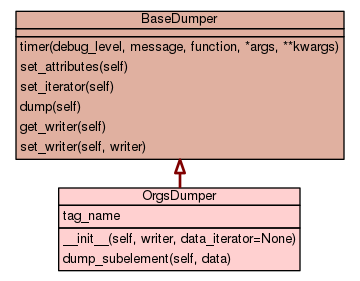 BaseDumper
timer(debug_level, message, function, *args, **kwargs)
set_attributes(self)
set_iterator(self)
dump(self)
get_writer(self)
set_writer(self, writer)
OrgsDumper
tag_name
__init__(self, writer, data_iterator=None)
dump_subelement(self, data)